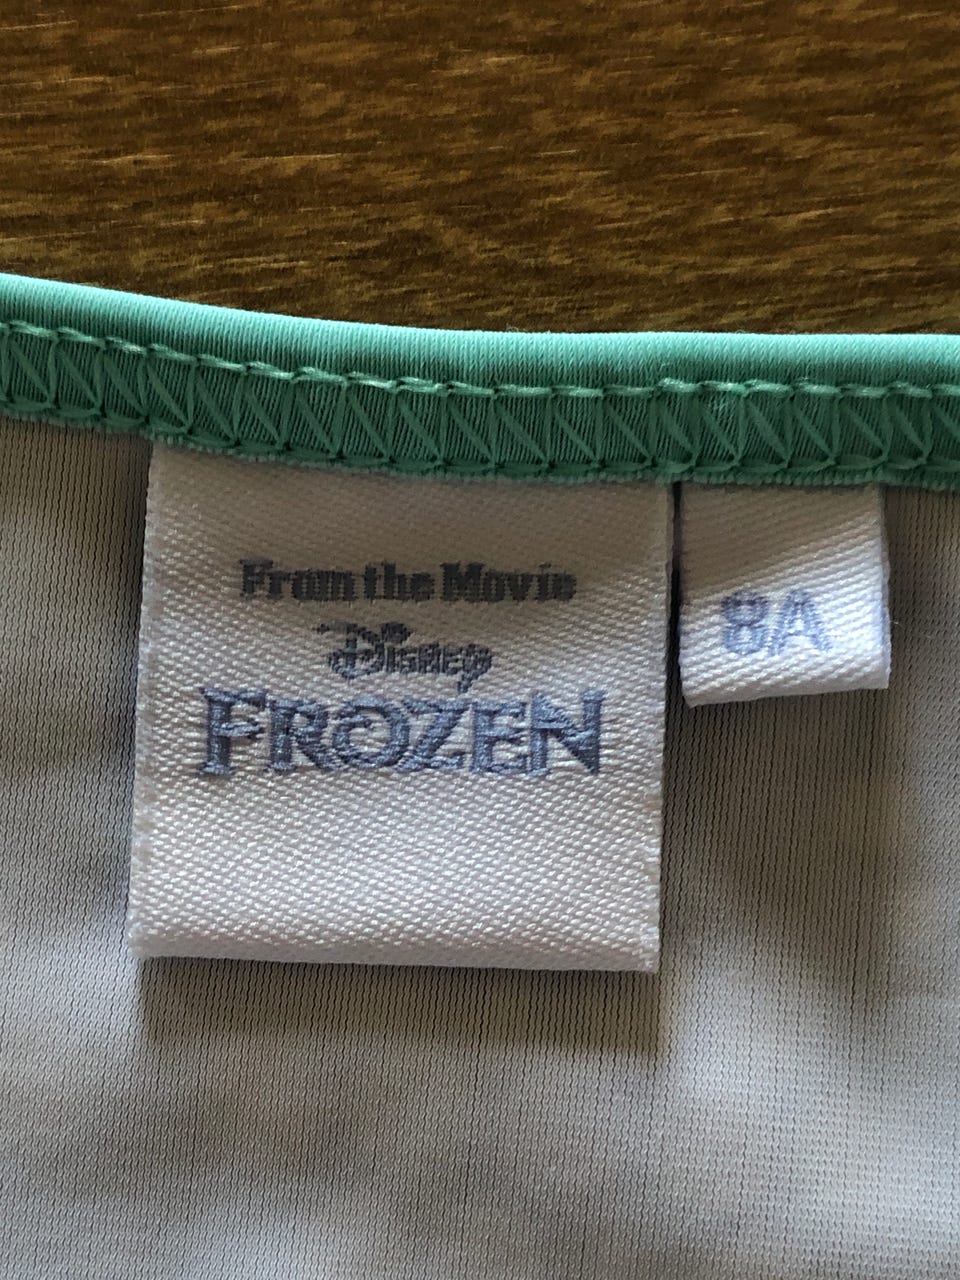 From the Movie
Disney
FROZEN
8A